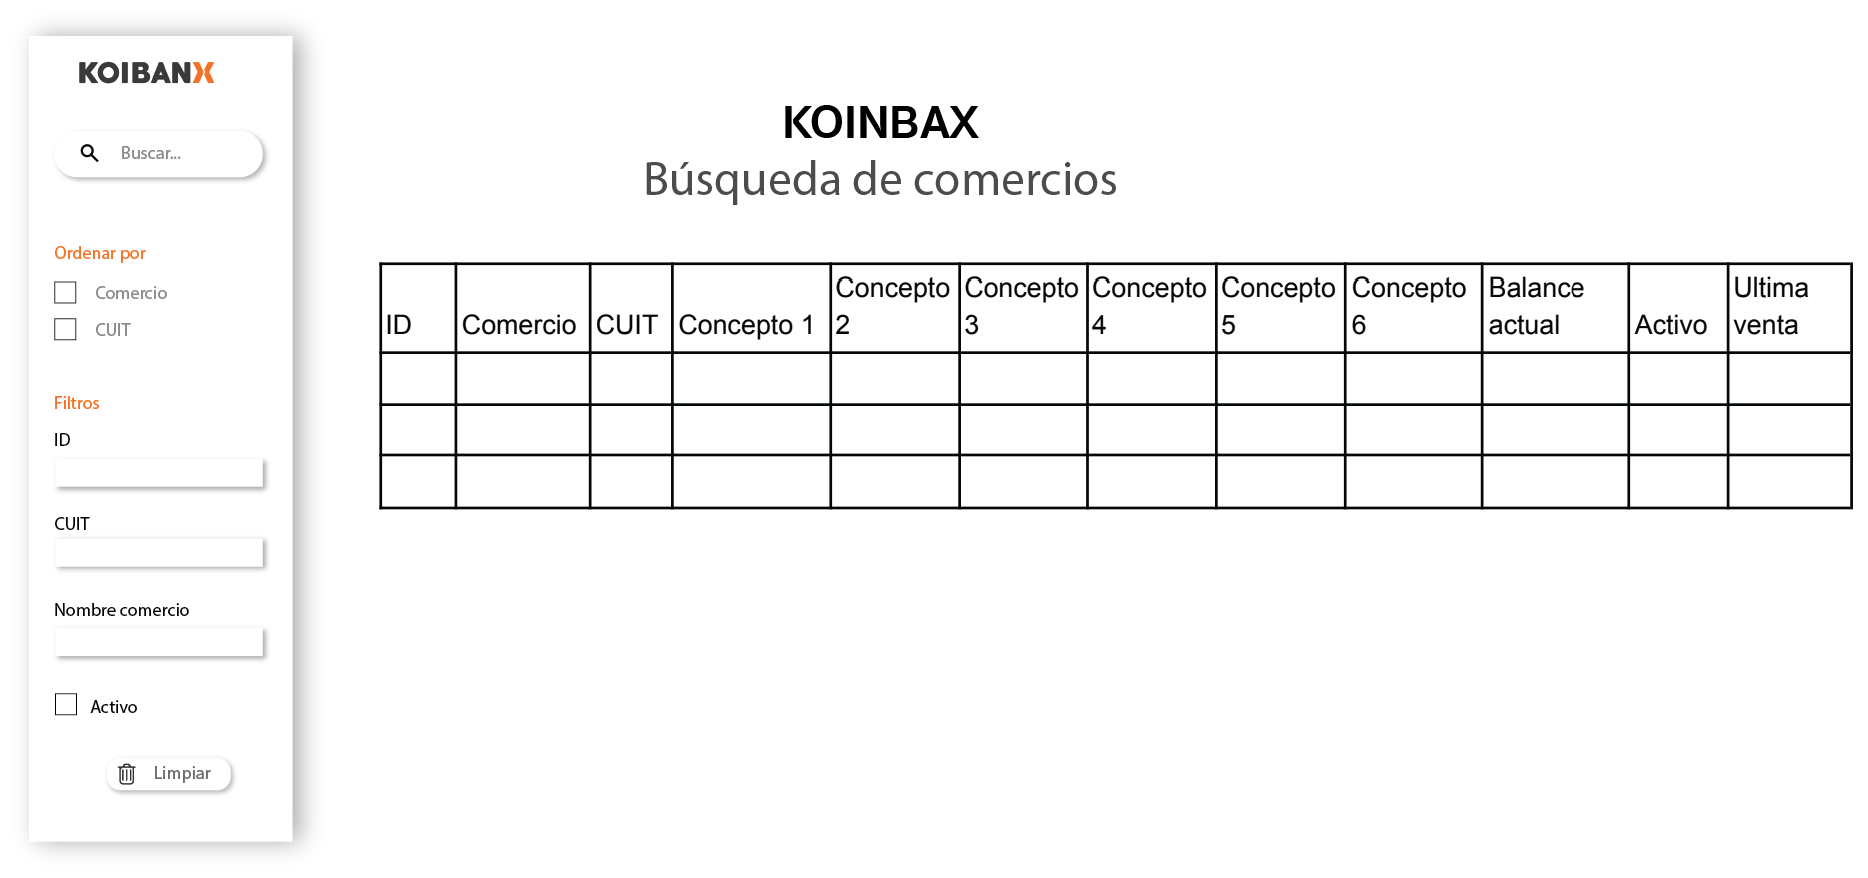 KOIBANX
Buscar...
Ordenar por
Comercio
CUIT
Filtros
ID
CUIT
Nombre comercio
Activo
Limpiar
KOINBAX
Búsqueda de comercios
ID Comercio CUIT Concepto 1 Concepto 2 Concepto 3 Concepto 4 Concepto 5 Concepto 6 Balance actual Activo Ultima venta